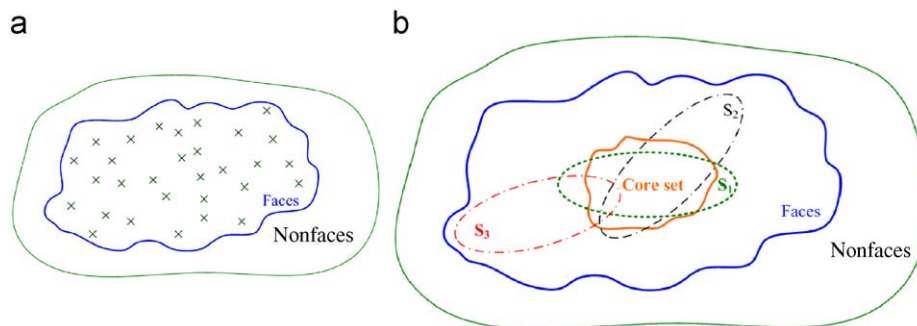 a
b
Faces
Nonfaces
S2
Core set
S1
S3
Faces
Nonfaces